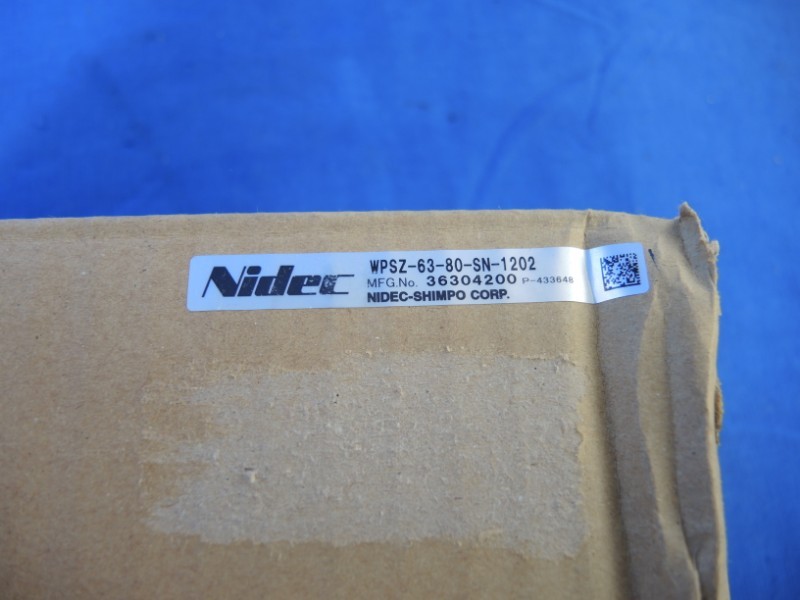 Nidec
WPSZ-63-80-SN-1202
MFG.No. 36304200 P-433648
NIDEC-SHIMPO CORP.